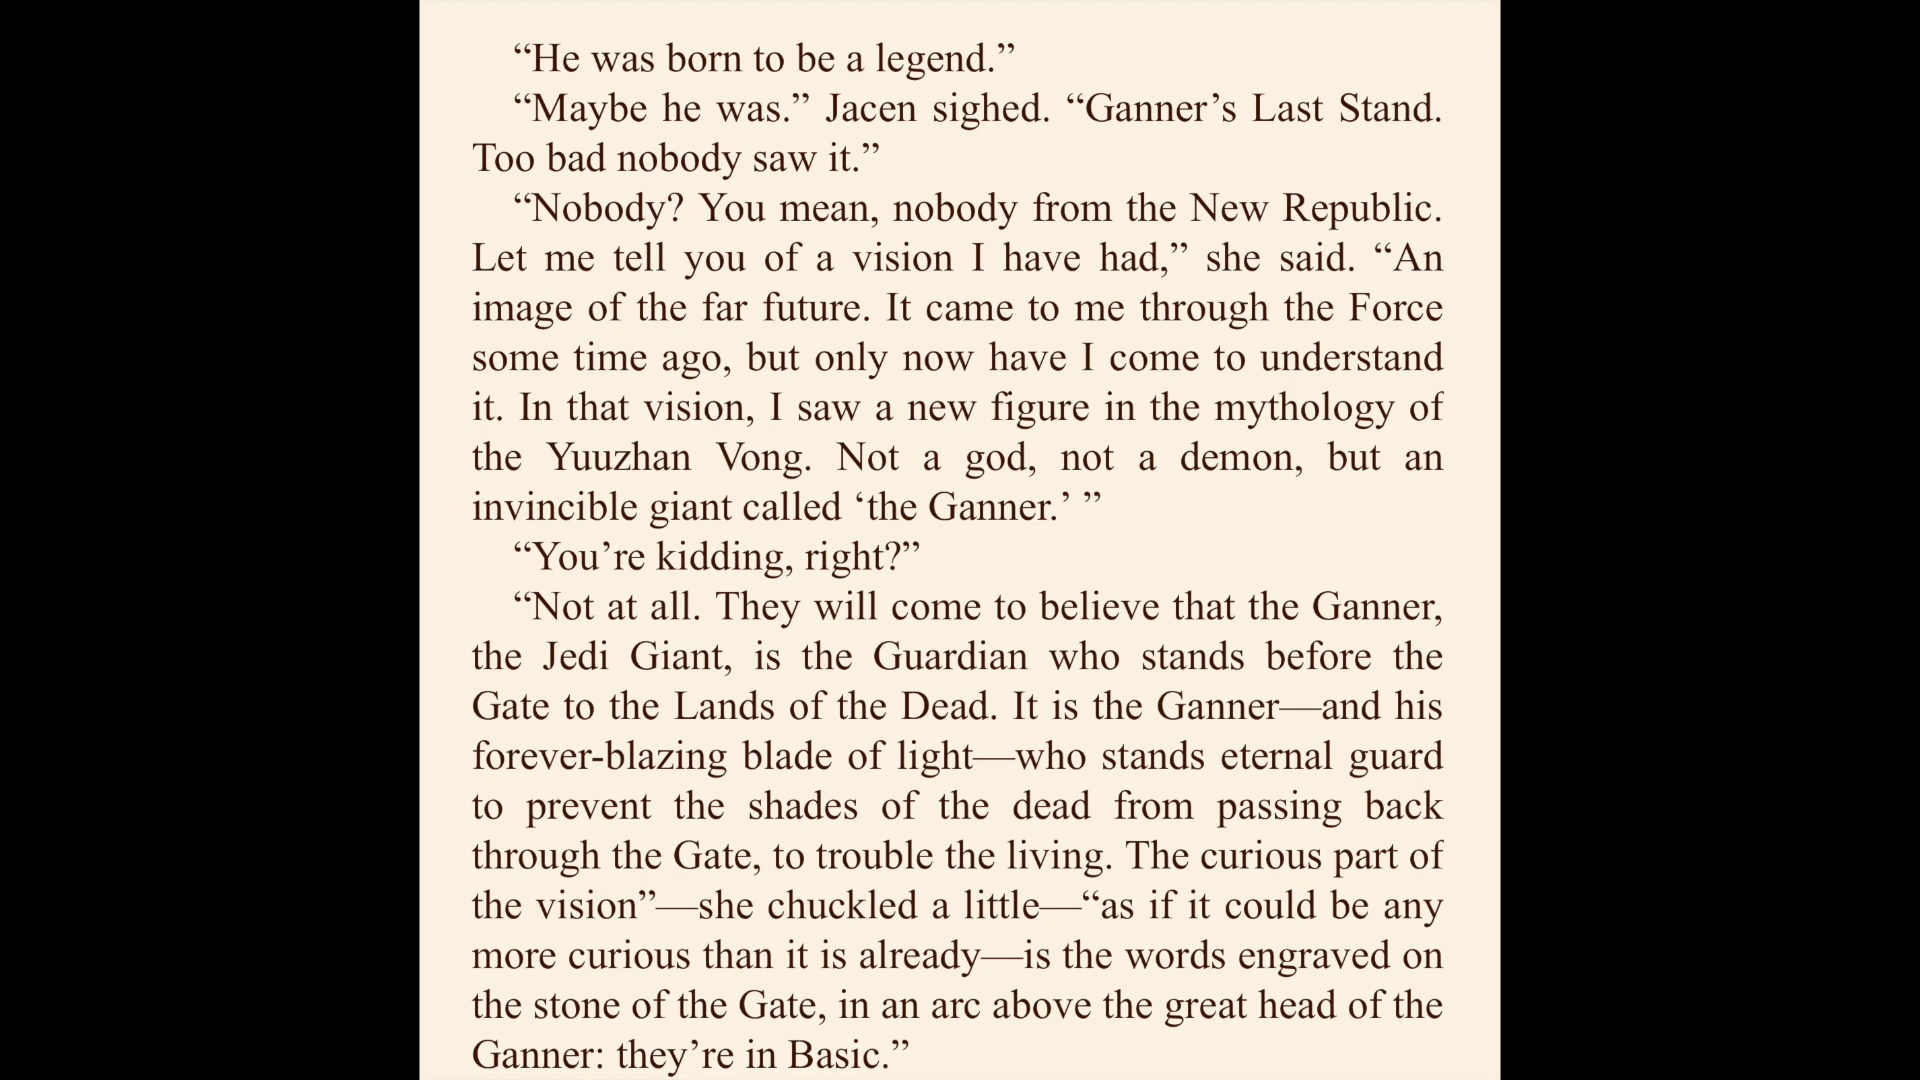 “He was born to be a legend.”
“Maybe he was.” Jacen sighed. “Ganner’s Last Stand.
Too bad nobody saw it.”
“Nobody? You mean, nobody from the New Republic.
Let me tell you of a vision I have had,” she said. “An
image of the far future. It came to me through the Force
some time ago, but only now have I come to understand
it. In that vision, I saw a new figure in the mythology of
the Yuuzhan Vong. Not a god, not a demon, but an
invincible giant called ‘the Ganner.’ ”
“You’re kidding, right?”
“Not at all. They will come to believe that the Ganner,
the Jedi Giant, is the Guardian who stands before the
Gate to the Lands of the Dead. It is the Ganner—and his
forever-blazing blade of light—who stands eternal guard
to prevent the shades of the dead from passing back
through the Gate, to trouble the living. The curious part of
the vision”—she chuckled a little—“as if it could be any
more curious than it is already—is the words engraved on
the stone of the Gate, in an arc above the great head of the
Ganner: they’re in Basic.”